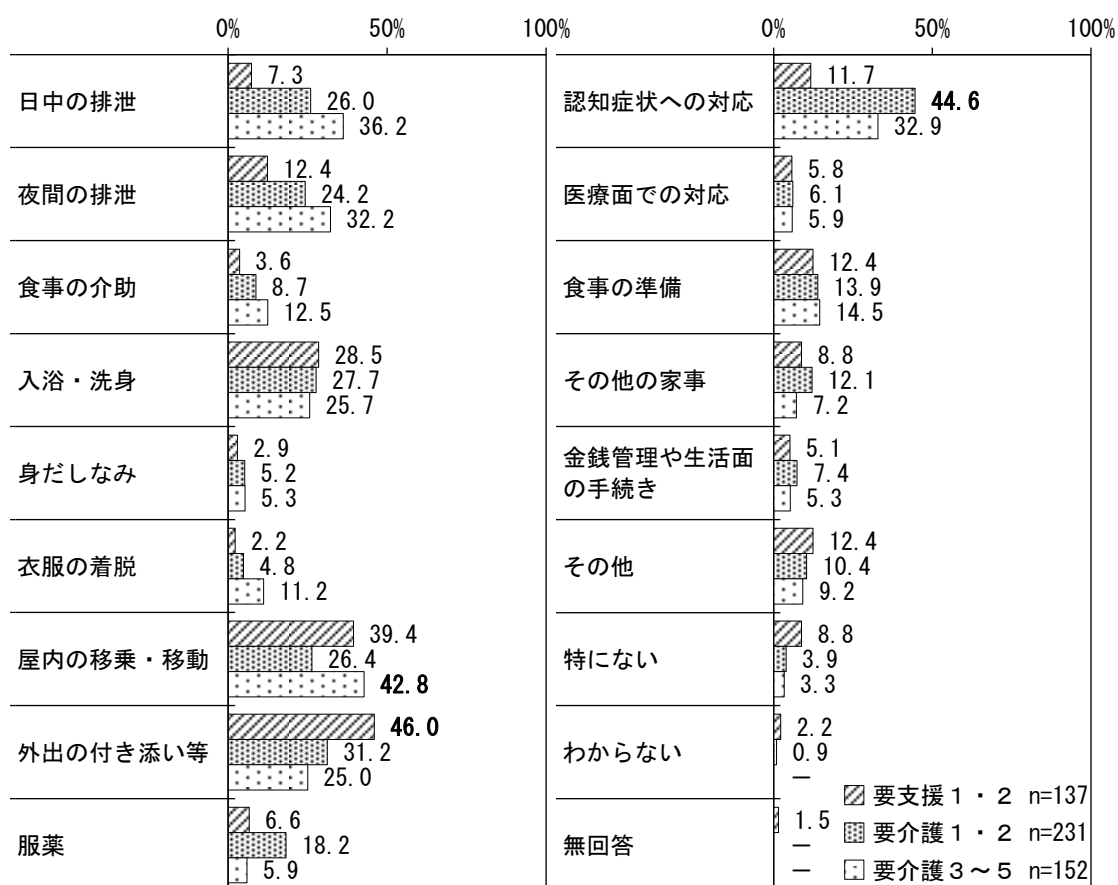 0% 50% 100%
日中の排泄
7.3
26.0
36.2
夜間の排泄
12.4
24.2
32.2
食事の介助
3.6
8.7
12.5
入浴・洗身
28.5
27.7
25.7
身だしなみ
2.9
5.2
5.3
衣服の着脱
2.2
4.8
11.2
屋内の移乗・移動
39.4
26.4
42.8
外出の付き添い等
46.0
31.2
25.0
服薬
6.6
18.2
5.9
0% 50% 100%
認知症状への対応
11.7
44.6
32.9
医療面での対応
5.8
6.1
5.9
食事の準備
12.4
13.9
14.5
その他の家事
8.8
12.1
7.2
金銭管理や生活面
の手続き
5.1
7.4
5.3
その他
12.4
10.4
9.2
特にない
8.8
3.9
3.3
わからない
2.2
0.9
－
無回答
1.5
－
－
要支援１・２ n=137
要介護１・２ n=231
要介護３～５ n=152